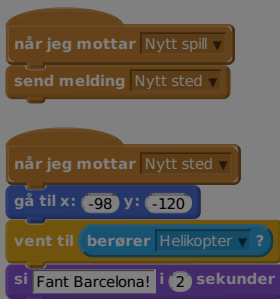 når jeg mottar Nytt spill
send melding Nytt sted
når jeg mottar Nytt sted
gå til x: -98 y: -120
vent til berører Helikopter ?
si Fant Barcelona! i 2 sekunder